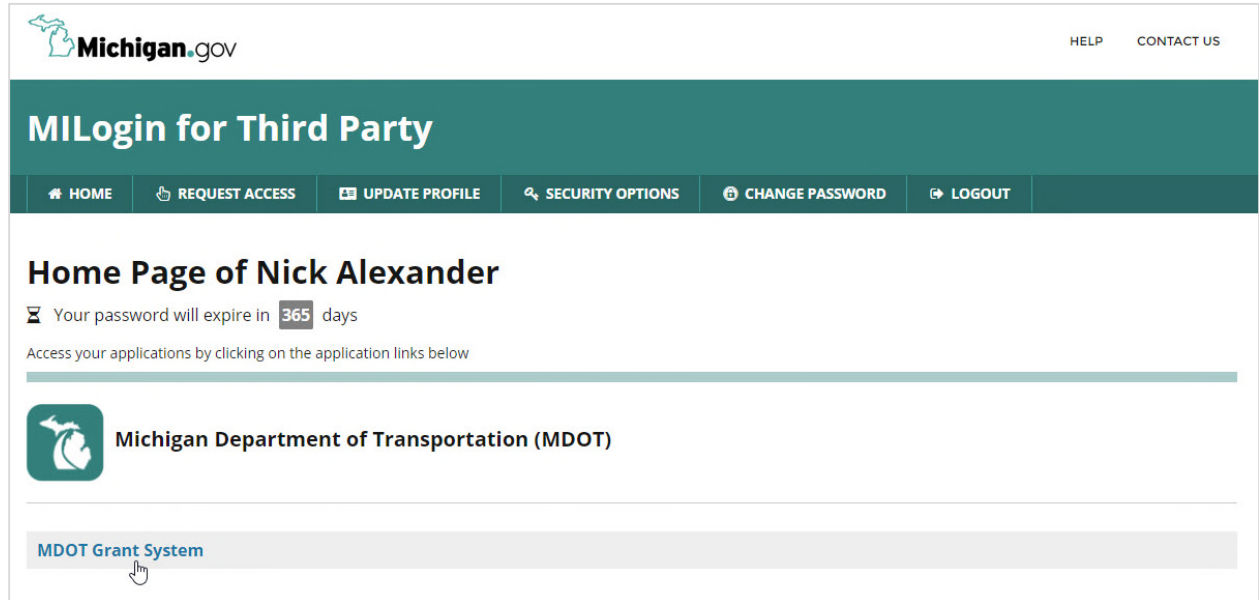 Michigan.gov
HELP CONTACT US
MILogin for Third Party
HOME REQUEST ACCESS UPDATE PROFILE SECURITY OPTIONS CHANGE PASSWORD LOGOUT
Home Page of Nick Alexander
Your password will expire in 365 days
Access your applications by clicking on the application links below
Michigan Department of Transportation (MDOT)
MDOT Grant System